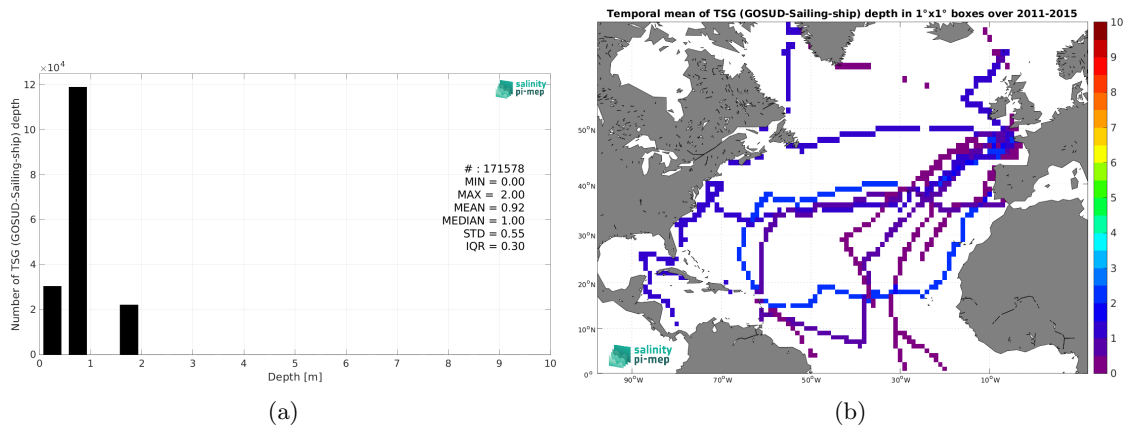 ×10⁴
12
10
8
6
4
2
0
Number of TSG (GOSUD-Sailing-ship) depth
0 1 2 3 4 5 6 7 8 9 10
Depth [m]
salinity
pi-mep
# : 171578
MIN = 0.00
MAX = 2.00
MEAN = 0.92
MEDIAN = 1.00
STD = 0.55
IQR = 0.30
(a)
Temporal mean of TSG (GOSUD-Sailing-ship) depth in 1°x1° boxes over 2011-2015
50°N
40°N
30°N
20°N
10°N
0°
90°W 70°W 50°W 30°W 10°W
salinity
pi-mep
10
9
8
7
6
5
4
3
2
1
0
(b)